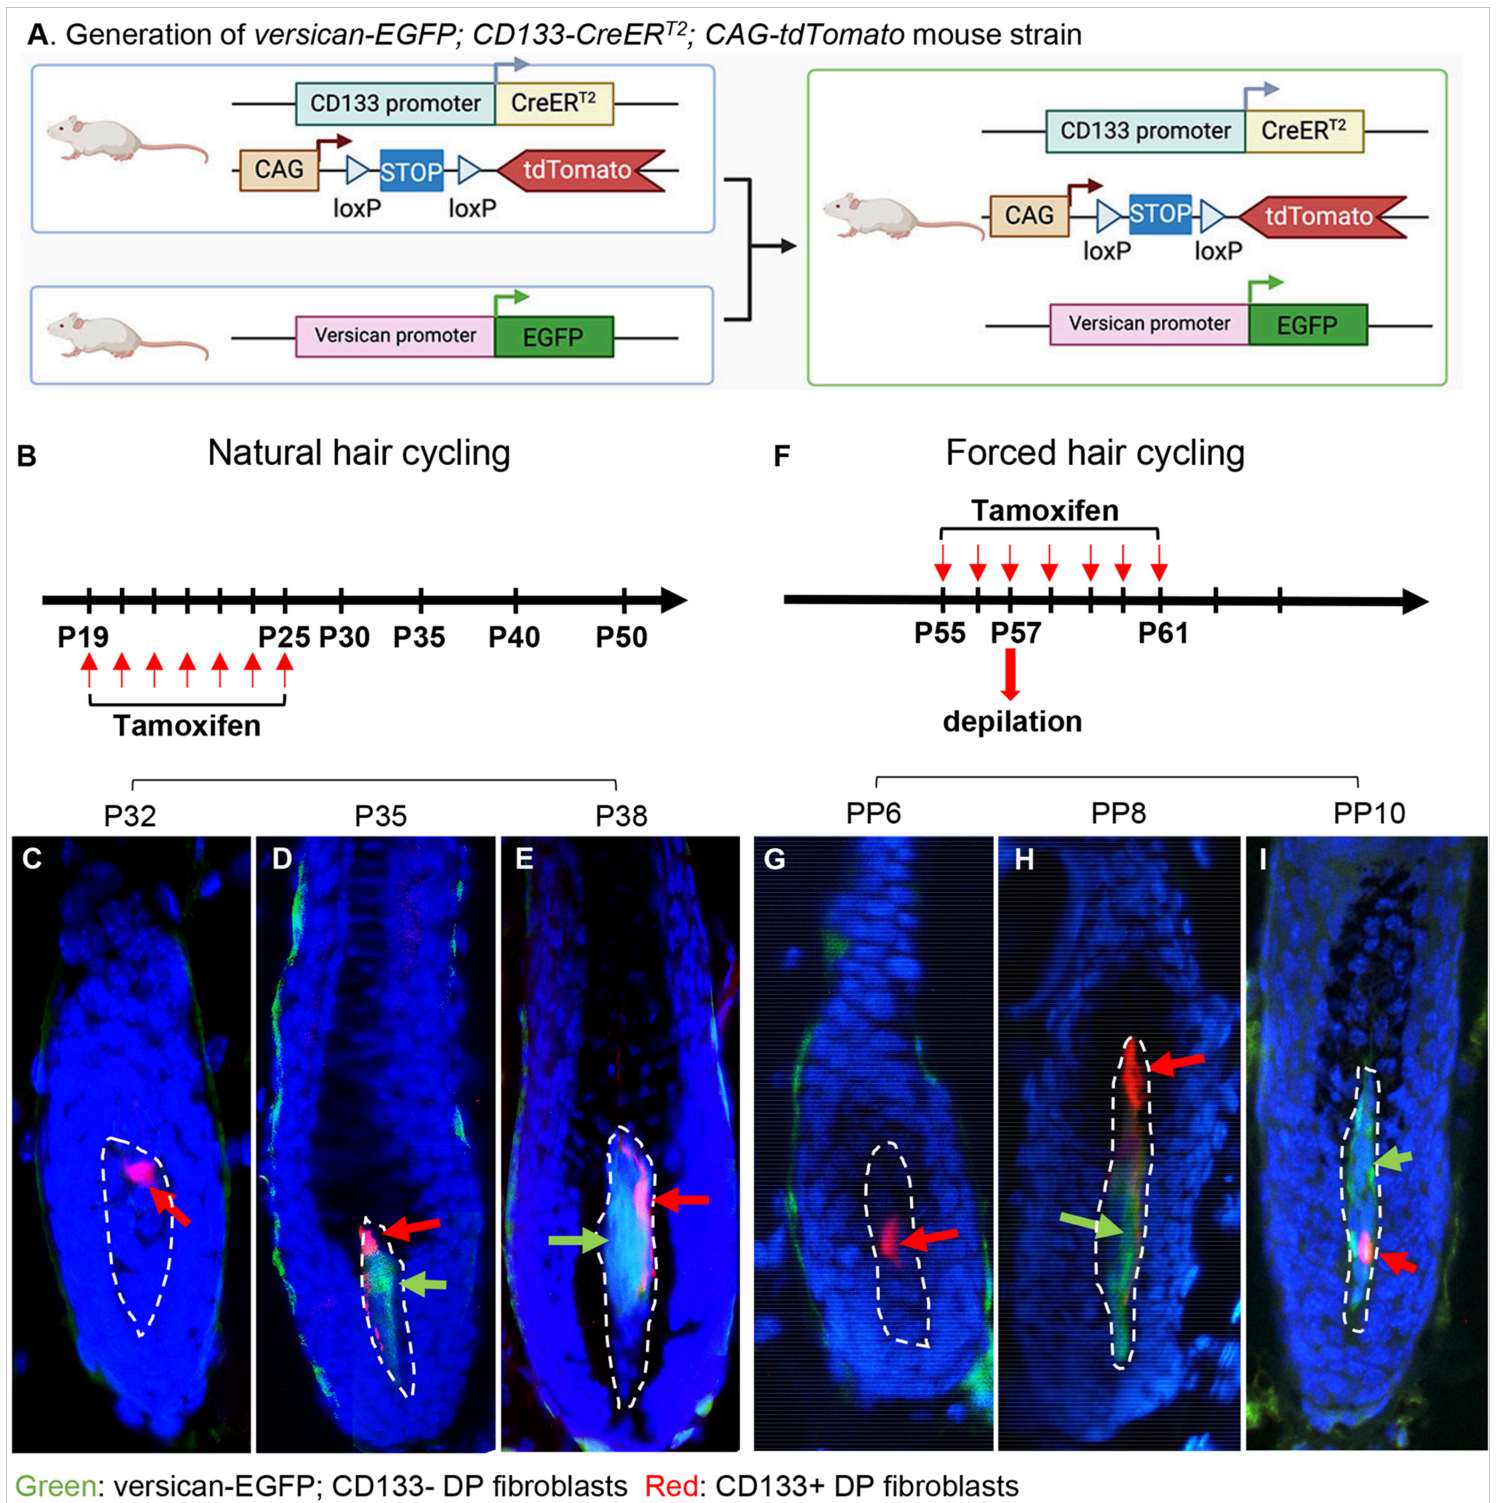 A. Generation of versican-EGFP; CD133-CreERT2; CAG-tdTomato mouse strain
CD133 promoter CreERT2
CAG STOP tdTomato
loxP loxP
Versican promoter EGFP
CD133 promoter CreERT2
CAG STOP tdTomato
loxP loxP
Versican promoter EGFP
B Natural hair cycling
P19 P25 P30 P35 P40 P50
Tamoxifen
P32 P35 P38
C D E
F Forced hair cycling
Tamoxifen
P55 P57 P61
depilation
PP6 PP8 PP10
G H I
Green: versican-EGFP; CD133- DP fibroblasts Red: CD133+ DP fibroblasts